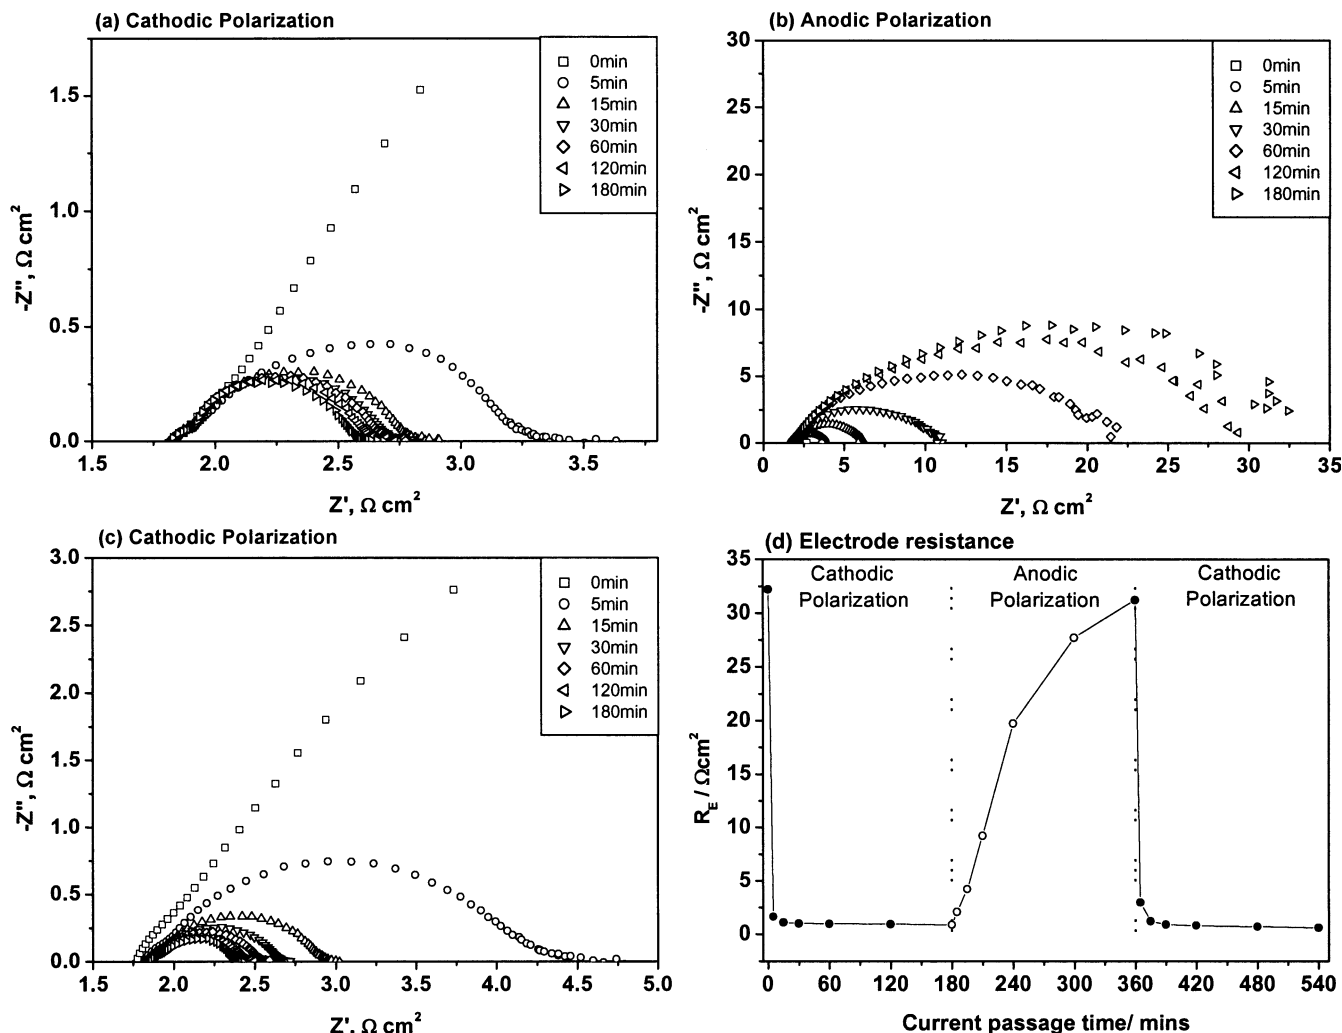 (a) Cathodic Polarization
-Z'', Ω cm²
1.5
1.0
0.5
0.0
1.5
2.0
2.5
3.0
3.5
Z', Ω cm²
0min
5min
15min
30min
60min
120min
180min
(b) Anodic Polarization
-Z'', Ω cm²
30
25
20
15
10
5
0
0
5
10
15
20
25
30
35
Z', Ω cm²
0min
5min
15min
30min
60min
120min
180min
(c) Cathodic Polarization
-Z'', Ω cm²
3.0
2.5
2.0
1.5
1.0
0.5
0.0
1.5
2.0
2.5
3.0
3.5
4.0
4.5
5.0
Z', Ω cm²
0min
5min
15min
30min
60min
120min
180min
(d) Electrode resistance
R_E / Ωcm²
35
30
25
20
15
10
5
0
Cathodic
Polarization
Anodic
Polarization
Cathodic
Polarization
0
60
120
180
240
300
360
420
480
540
Current passage time/ mins